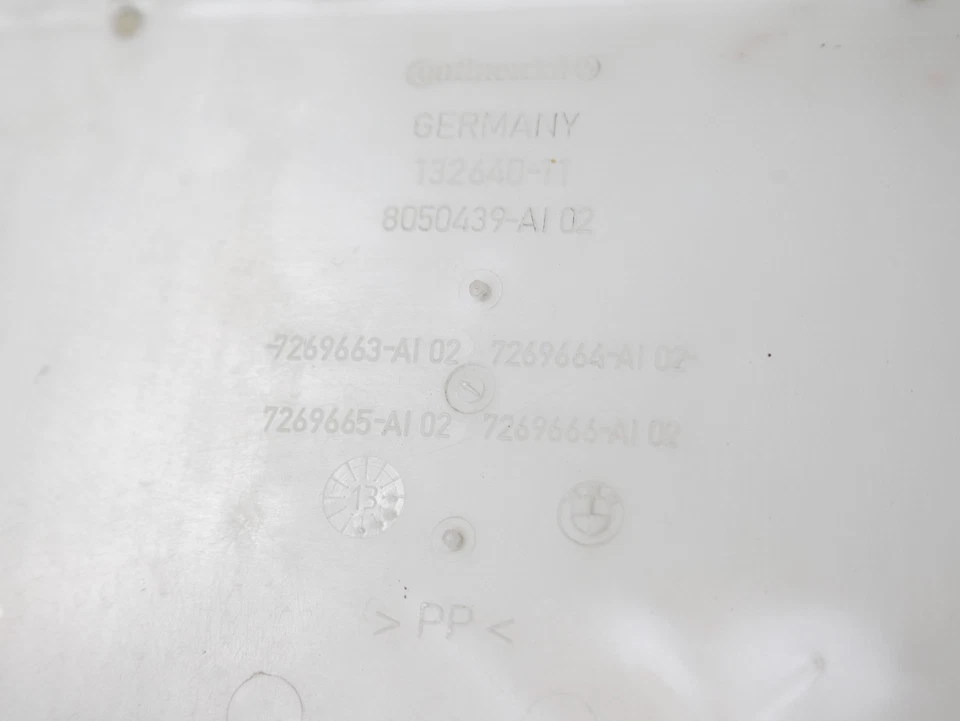 Continental
GERMANY
132640-11
8050439-AI 02
7269663-AI 02 7269664-AI 02
7269665-AI 02 7269666-AI 02
13
> PP <